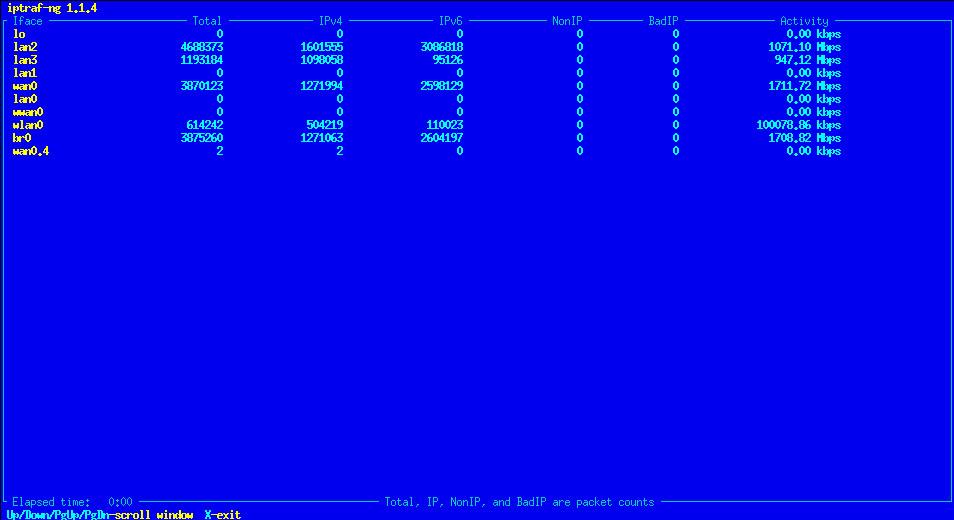 iptraf-ng 1.1.4
Iface Total IPv4 IPv6 NonIP BadIP Activity
lo 0 0 0 0 0 0.00 kbps
lan2 4688373 1601555 3086818 0 0 1071.10 Mbps
lan3 1193184 1098058 95126 0 0 947.12 Mbps
lan1 0 0 0 0 0 0.00 kbps
wan0 3870123 1271994 2598129 0 0 1711.72 Mbps
lan0 0 0 0 0 0 0.00 kbps
wwan0 0 0 0 0 0 0.00 kbps
wlan0 614242 504219 110023 0 0 100078.86 kbps
br0 3875260 1271063 2604197 0 0 1708.82 Mbps
wan0.4 2 2 0 0 0 0.00 kbps
Elapsed time: 0:00 Total, IP, NonIP, and BadIP are packet counts
Up/Down/PgUp/PgDn-scroll window X-exit